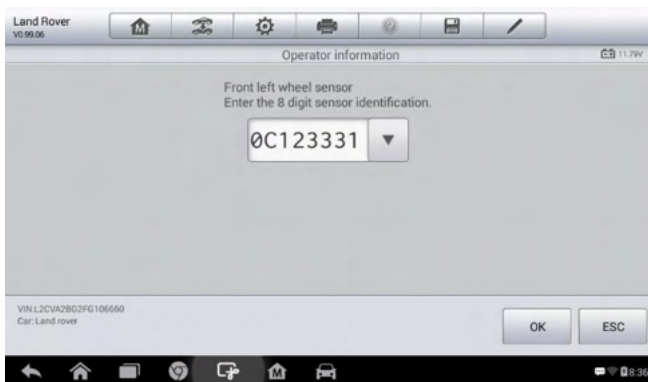 Land Rover
V0.99.06
M
?
Operator information
11.79V
Front left wheel sensor
Enter the 8 digit sensor identification.
0C123331
VIN:L2CVA2BG2FG106660
Car: Land rover
OK
ESC
M
8:36